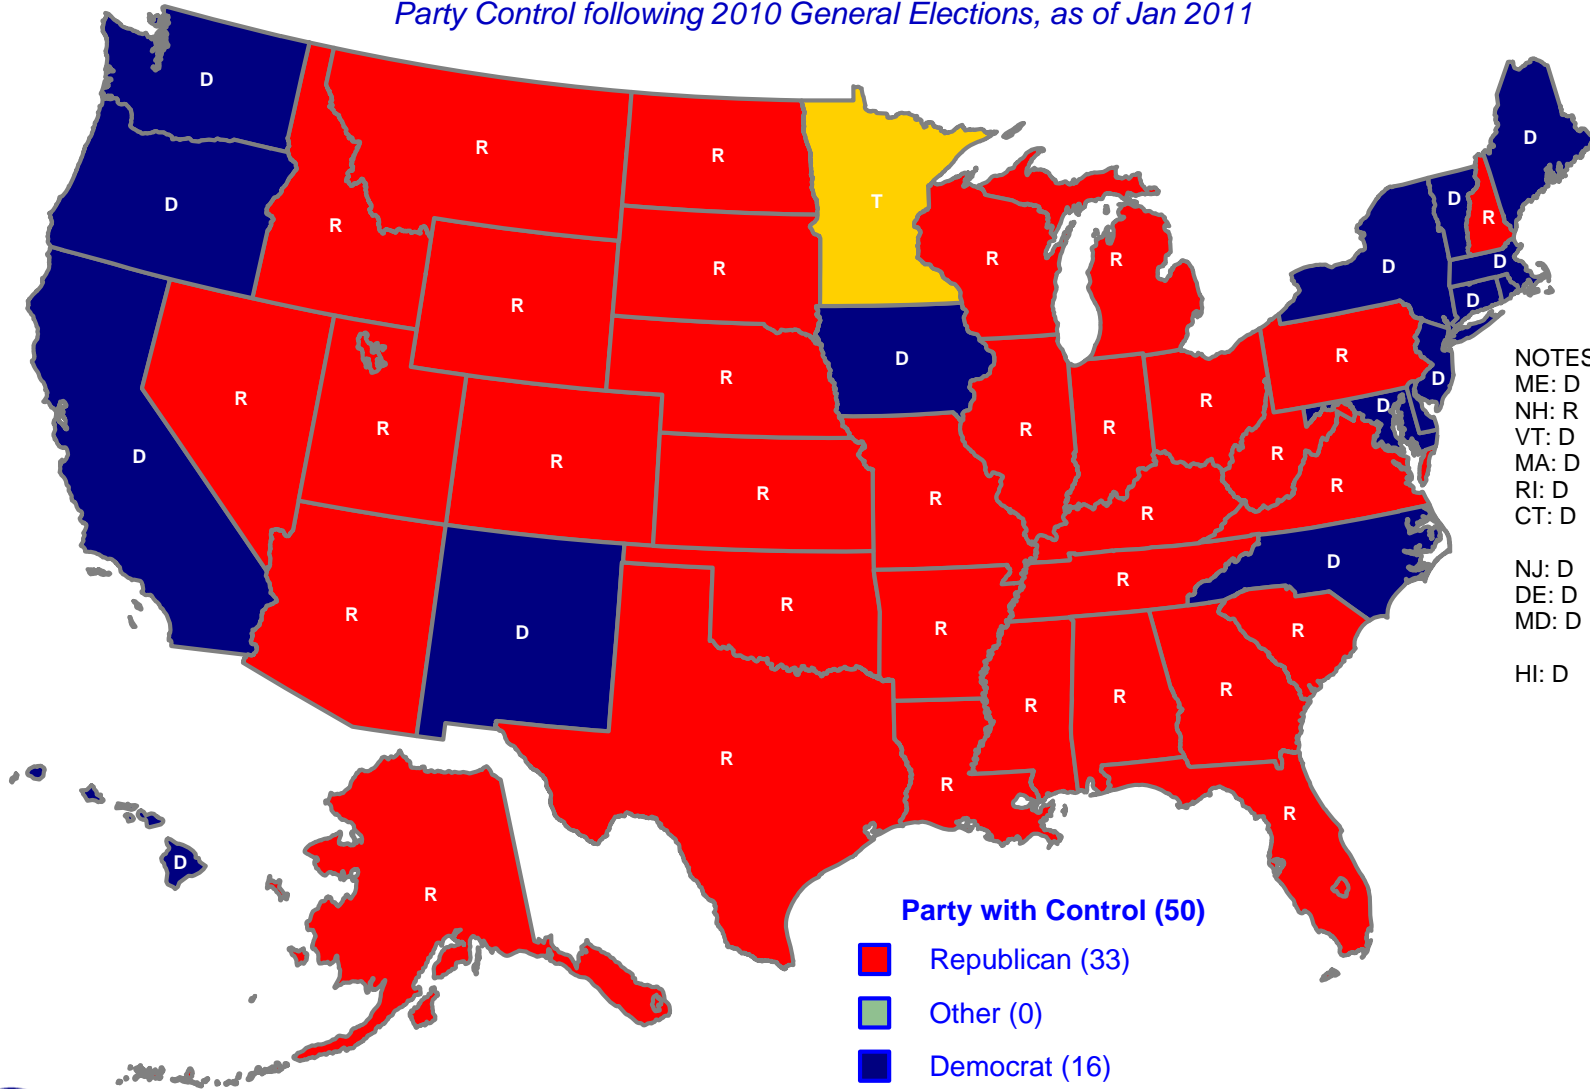 Party Control following 2010 General Elections, as of Jan 2011
D
D
R
R
R
T
D
D
R
D
R
R
R
R
R
D
D
D
R
R
R
D
R
D
D
D
R
R
R
R
R
R
R
R
R
R
R
R
D
R
D
R
R
R
R
R
R
R
R
R
D
R
Party with Control (50)
Republican (33)
Other (0)
Democrat (16)
NOTES
ME: D
NH: R
VT: D
MA: D
RI: D
CT: D
NJ: D
DE: D
MD: D
HI: D